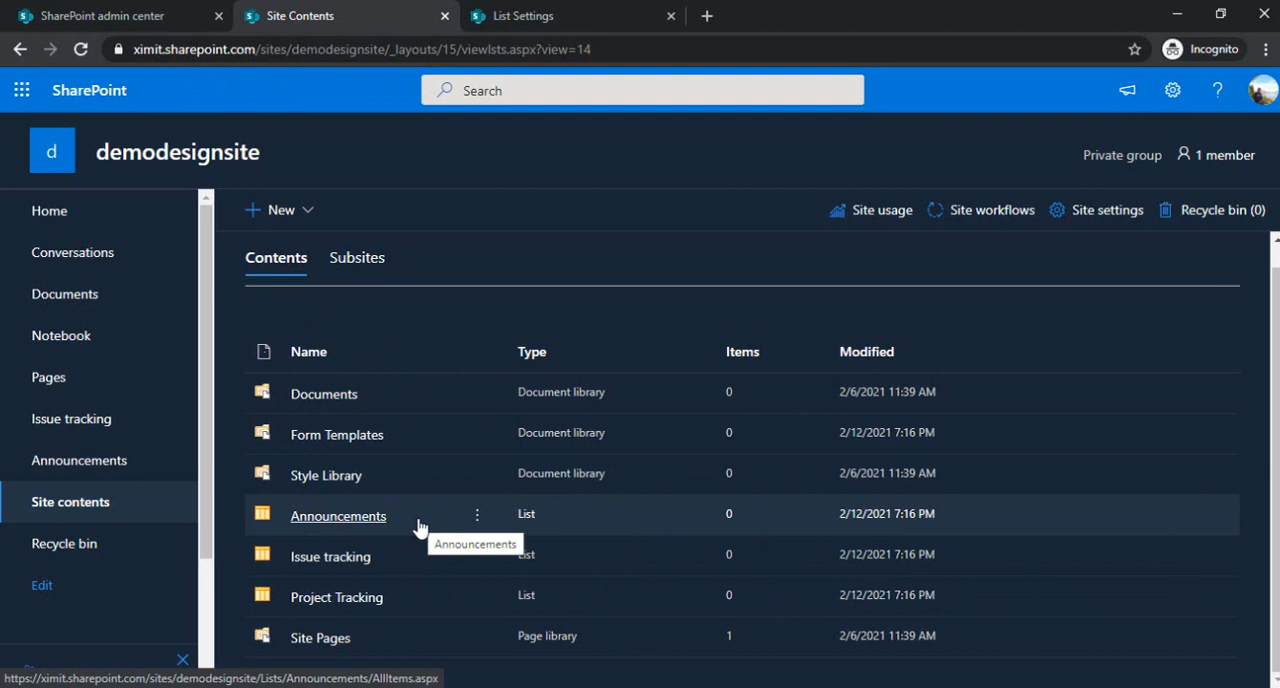 SharePoint admin center
Site Contents
List Settings
ximit.sharepoint.com/sites/demodesignsite/_layouts/15/viewlsts.aspx?view=14
Incognito
SharePoint
Search
?
d
demodesignsite
Private group
1 member
Home
Conversations
Documents
Notebook
Pages
Issue tracking
Announcements
Site contents
Recycle bin
Edit
New
Site usage
Site workflows
Site settings
Recycle bin (0)
Contents
Subsites
Name Type Items Modified
Documents Document library 0 2/6/2021 11:39 AM
Form Templates Document library 0 2/12/2021 7:16 PM
Style Library Document library 0 2/6/2021 11:39 AM
Announcements List 0 2/12/2021 7:16 PM
Announcements
Issue tracking List 0 2/12/2021 7:16 PM
Project Tracking List 0 2/12/2021 7:16 PM
Site Pages Page library 1 2/6/2021 11:39 AM
https://ximit.sharepoint.com/sites/demodesignsite/Lists/Announcements/AllItems.aspx